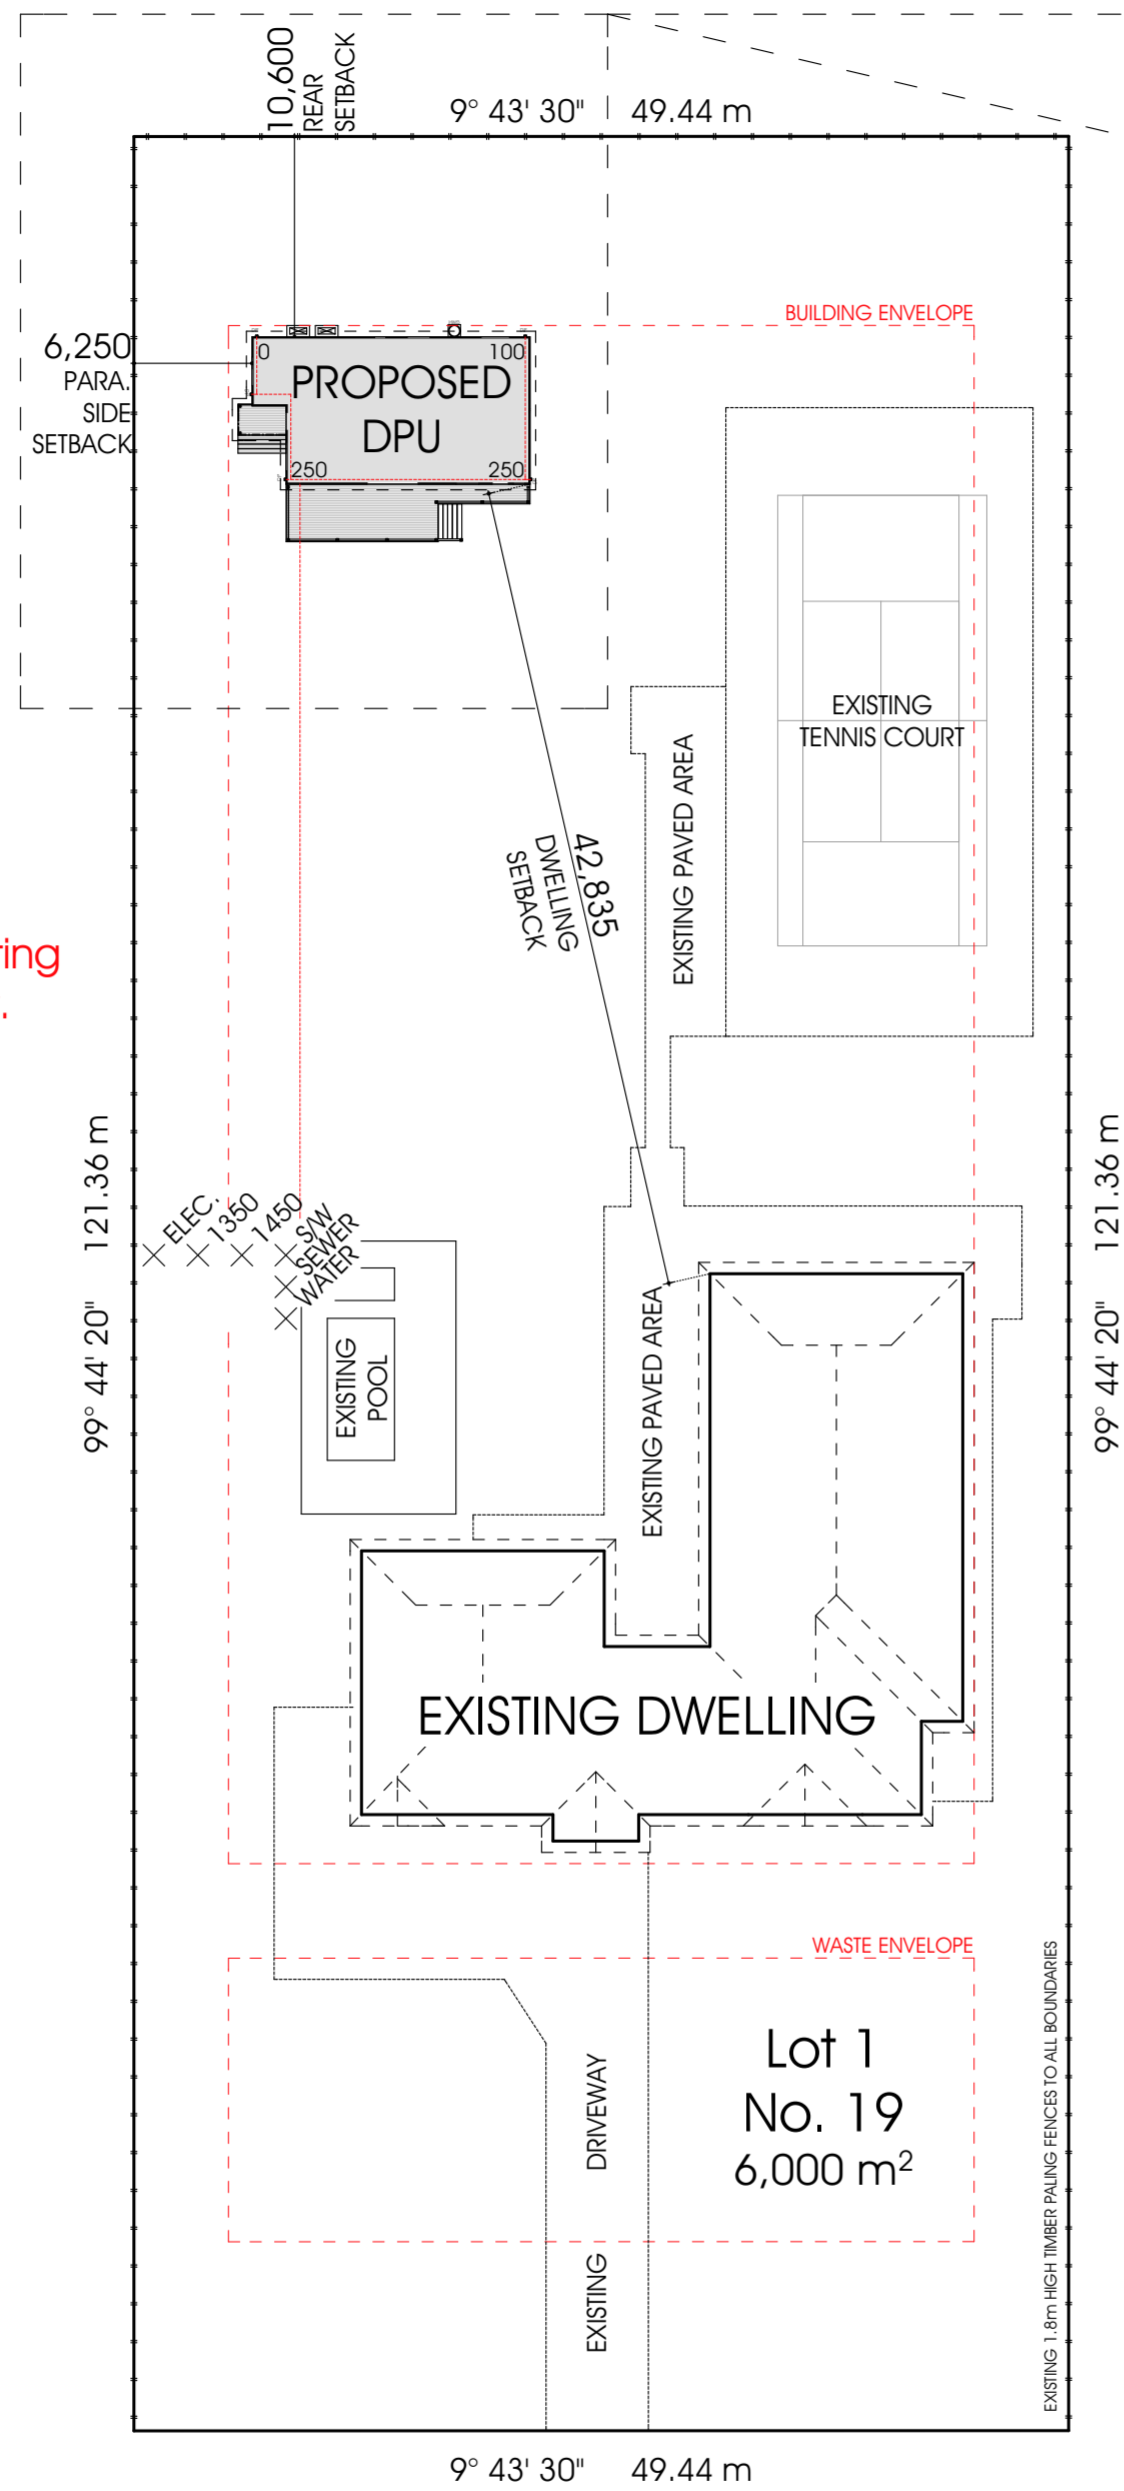 10,600
REAR
SETBACK
9° 43' 30" 49.44 m
BUILDING ENVELOPE
6,250
PARA.
SIDE
SETBACK
0 100
PROPOSED
DPU
250 250
EXISTING
TENNIS COURT
EXISTING PAVED AREA
42,835
DWELLING
SETBACK
ring
.
99° 44' 20" 121.36 m
99° 44' 20" 121.36 m
ELEC.
1350
1450
S/W
SEWER
WATER
EXISTING
POOL
EXISTING PAVED AREA
EXISTING DWELLING
WASTE ENVELOPE
Lot 1
No. 19
6,000 m²
EXISTING DRIVEWAY
EXISTING 1.8m HIGH TIMBER PALING FENCES TO ALL BOUNDARIES
9° 43' 30" 49.44 m